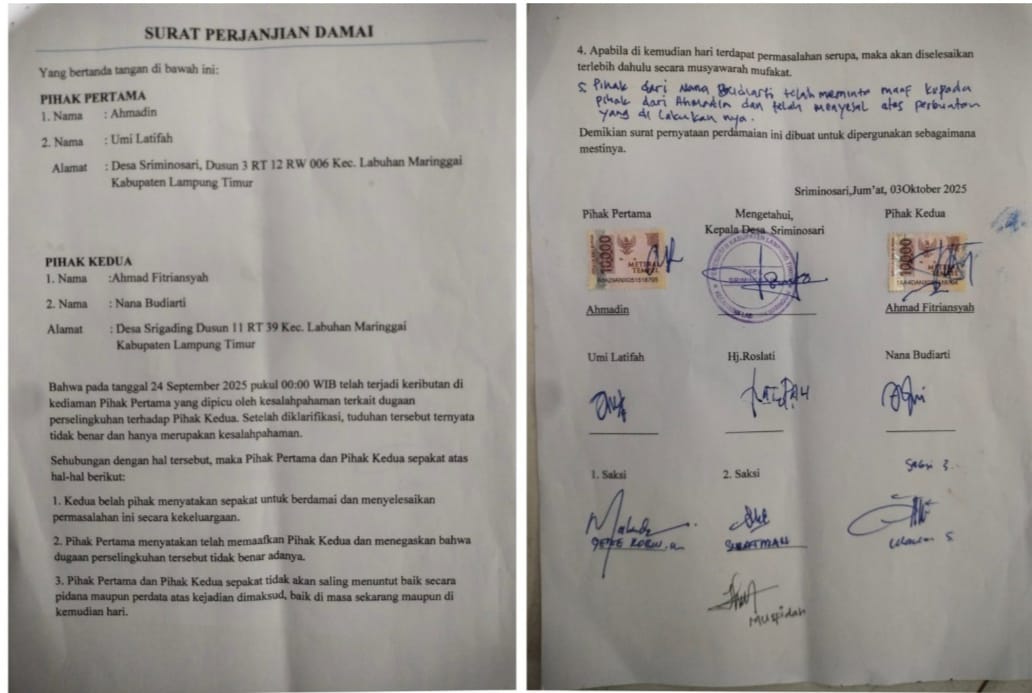 SURAT PERJANJIAN DAMAI
Yang bertanda tangan di bawah ini:
PIHAK PERTAMA
1. Nama : Ahmadin
2. Nama : Umi Latifah
Alamat : Desa Sriminosari, Dusun 3 RT 12 RW 006 Kec. Labuhan Maringgai
Kabupaten Lampung Timur
PIHAK KEDUA
1. Nama :Ahmad Fitriansyah
2. Nama : Nana Budiarti
Alamat : Desa Srigading Dusun 11 RT 39 Kec. Labuhan Maringgai
Kabupaten Lampung Timur
Bahwa pada tanggal 24 September 2025 pukul 00:00 WIB telah terjadi keributan di
kediaman Pihak Pertama yang dipicu oleh kesalahpahaman terkait dugaan
perselingkuhan terhadap Pihak Kedua. Setelah diklarifikasi, tuduhan tersebut ternyata
tidak benar dan hanya merupakan kesalahpahaman.
Sehubungan dengan hal tersebut, maka Pihak Pertama dan Pihak Kedua sepakat atas
hal-hal berikut:
1. Kedua belah pihak menyatakan sepakat untuk berdamai dan menyelesaikan
permasalahan ini secara kekeluargaan.
2. Pihak Pertama menyatakan telah memaafkan Pihak Kedua dan menegaskan bahwa
dugaan perselingkuhan tersebut tidak benar adanya.
3. Pihak Pertama dan Pihak Kedua sepakat tidak akan saling menuntut baik secara
pidana maupun perdata atas kejadian dimaksud, baik di masa sekarang maupun di
kemudian hari.
4. Apabila di kemudian hari terdapat permasalahan serupa, maka akan diselesaikan
terlebih dahulu secara musyawarah mufakat.
5. Pihak dari Nana Budiarti telah meminta maaf kepada
pihak dari Ahmadin dan telah menyesal atas perbuatan
yang di lakukan nya.
Demikian surat pernyataan perdamaian ini dibuat untuk dipergunakan sebagaimana
mestinya.
Sriminosari,Jum'at, 03Oktober 2025
Pihak Pertama
Mengetahui,
Kepala Desa Sriminosari
Pihak Kedua
10000
METERAI
TEMPEL
10000
Ahmadin
Ahmad Fitriansyah
Umi Latifah
Hj.Roslati
Nana Budiarti
1. Saksi
2. Saksi
Saksi 3.
Muspidah